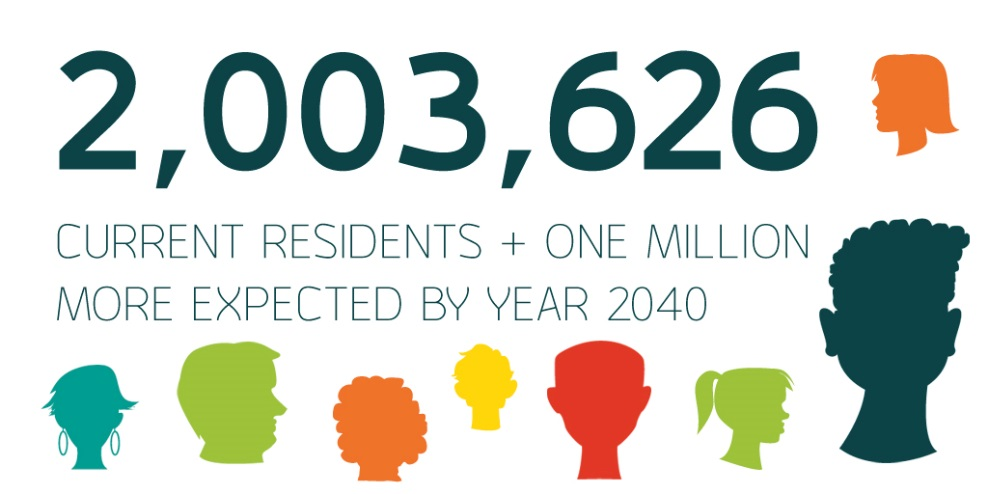 2,003,626
CURRENT RESIDENTS + ONE MILLION
MORE EXPECTED BY YEAR 2040